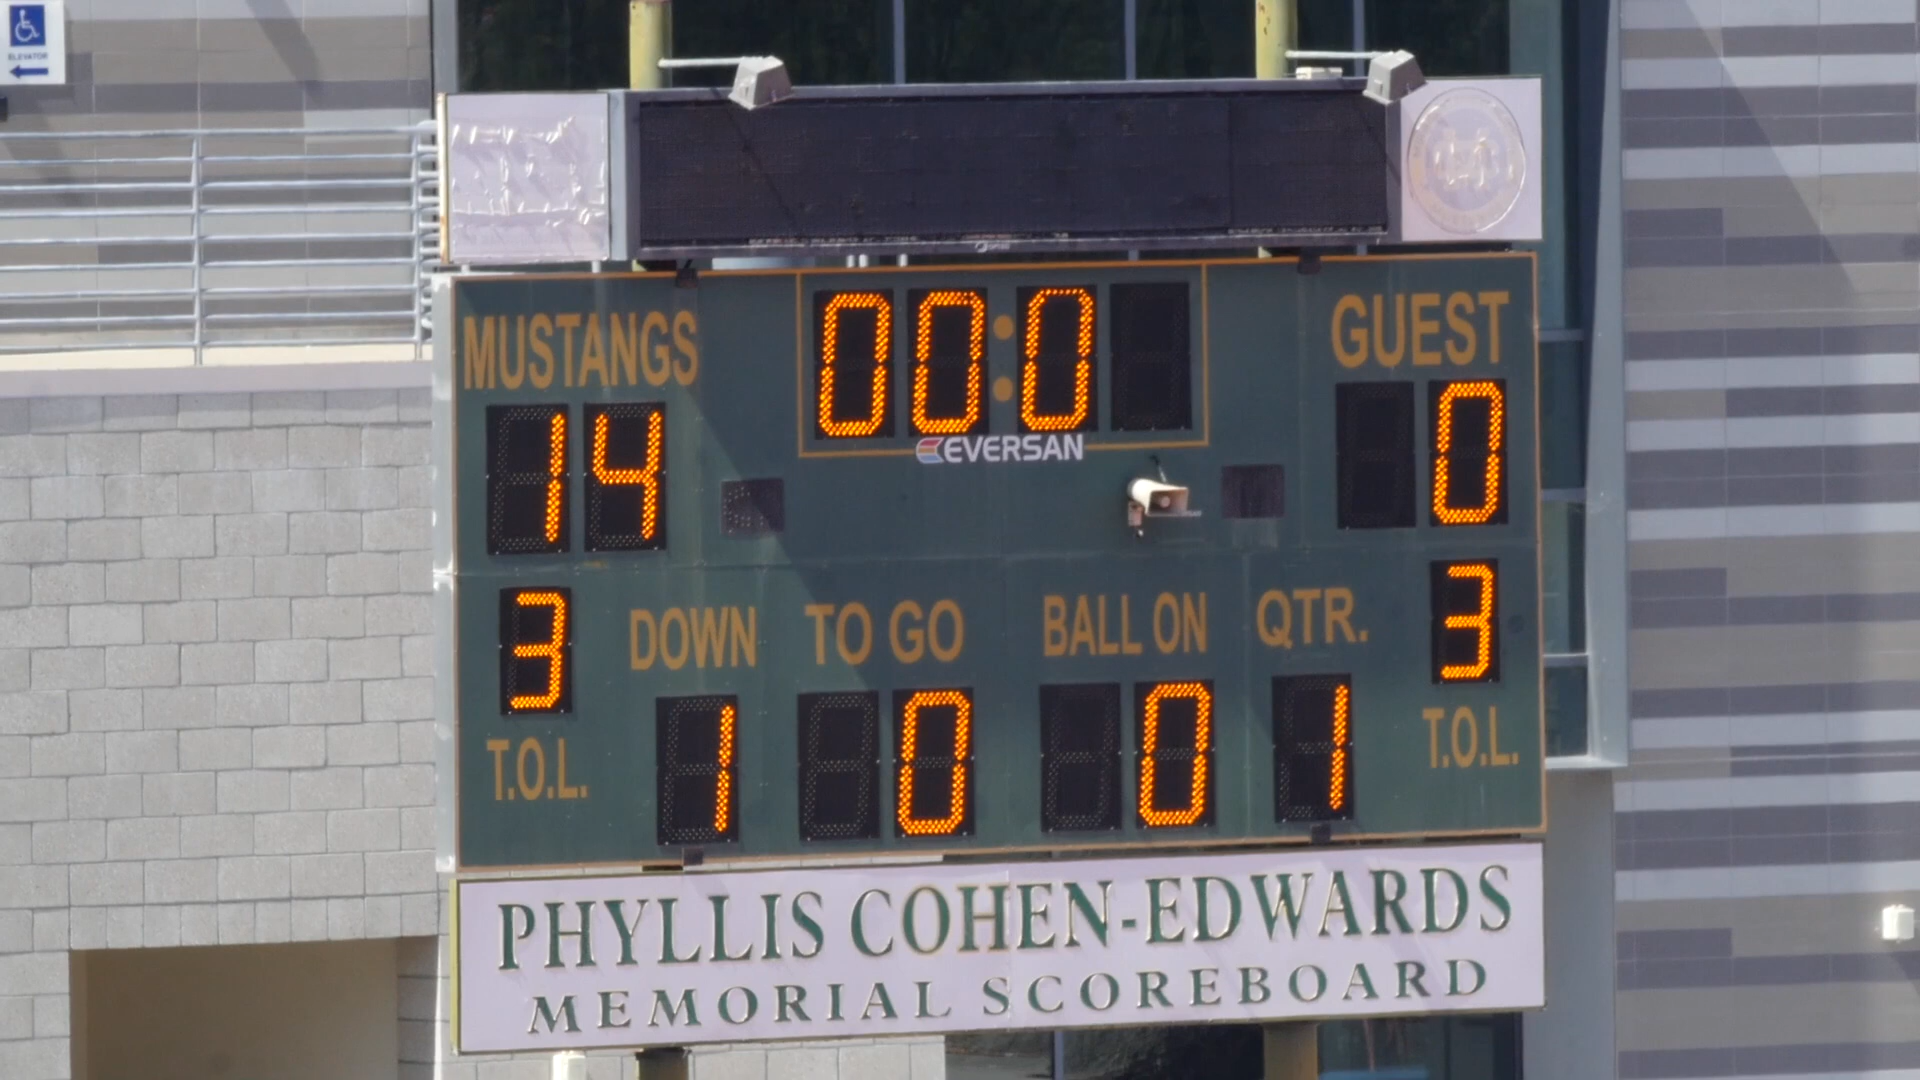 ELEVATOR
MUSTANGS
00:0
GUEST
14
EVERSAN
0
3
DOWN
TO GO
BALL ON
QTR.
3
T.O.L.
1
0
0
1
T.O.L.
PHYLLIS COHEN-EDWARDS
MEMORIAL SCOREBOARD